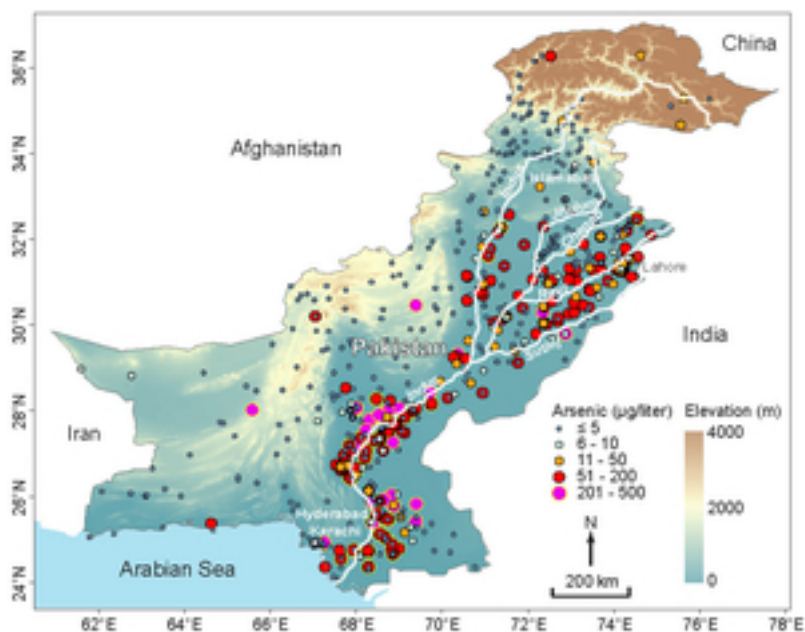 China
Afghanistan
Islamabad
Lahore
Pakistan
India
Indus
Iran
Hyderabad
Karachi
Arabian Sea
Arsenic (µg/liter)
≤ 5
6 - 10
11 - 50
51 - 200
201 - 500
Elevation (m)
4000
2000
0
N
200 km
36°N
34°N
32°N
30°N
28°N
26°N
24°N
62°E
64°E
66°E
68°E
70°E
72°E
74°E
76°E
78°E